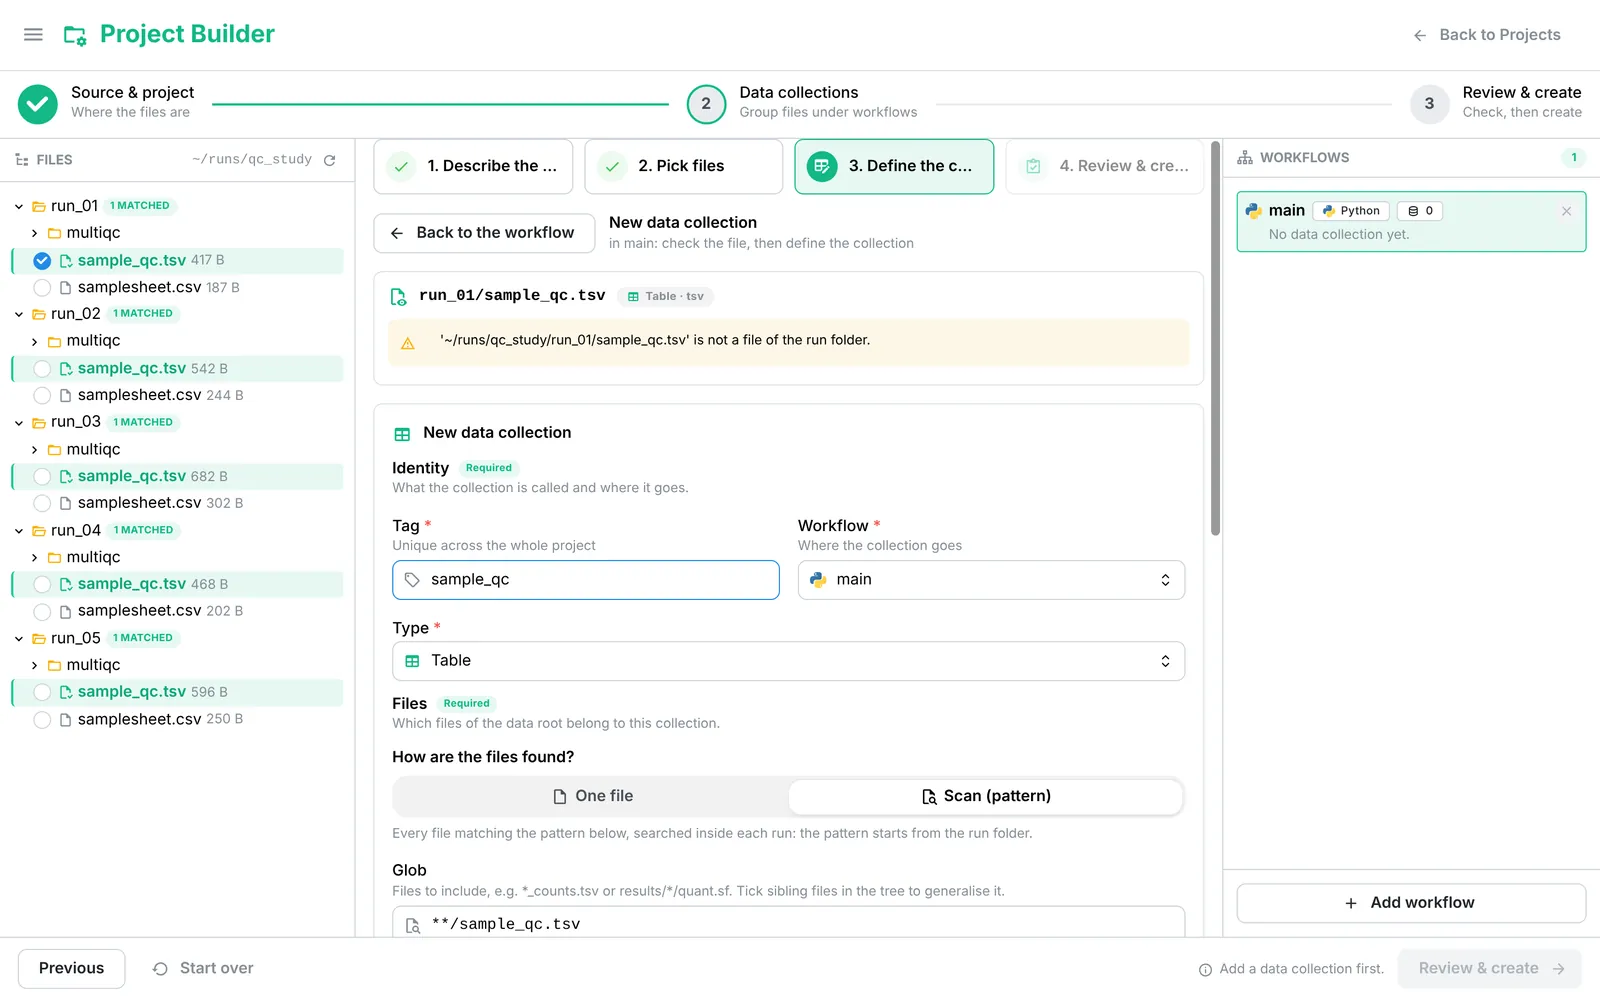 Project Builder
Back to Projects
Source & project
Where the files are
2
Data collections
Group files under workflows
3
Review & create
Check, then create
FILES
~/runs/qc_study
run_01 1 MATCHED
multiqc
sample_qc.tsv 417 B
samplesheet.csv 187 B
run_02 1 MATCHED
multiqc
sample_qc.tsv 542 B
samplesheet.csv 244 B
run_03 1 MATCHED
multiqc
sample_qc.tsv 682 B
samplesheet.csv 302 B
run_04 1 MATCHED
multiqc
sample_qc.tsv 468 B
samplesheet.csv 202 B
run_05 1 MATCHED
multiqc
sample_qc.tsv 596 B
samplesheet.csv 250 B
1. Describe the ...
2. Pick files
3. Define the c...
4. Review & cre...
Back to the workflow
New data collection
in main: check the file, then define the collection
run_01/sample_qc.tsv
Table · tsv
'~/runs/qc_study/run_01/sample_qc.tsv' is not a file of the run folder.
New data collection
Identity Required
What the collection is called and where it goes.
Tag *
Unique across the whole project
sample_qc
Workflow *
Where the collection goes
main
Type *
Table
Files Required
Which files of the data root belong to this collection.
How are the files found?
One file
Scan (pattern)
Every file matching the pattern below, searched inside each run: the pattern starts from the run folder.
Glob
Files to include, e.g. *_counts.tsv or results/*/quant.sf. Tick sibling files in the tree to generalise it.
**/sample_qc.tsv
WORKFLOWS
1
main Python 0
No data collection yet.
+ Add workflow
Previous
Start over
Add a data collection first.
Review & create